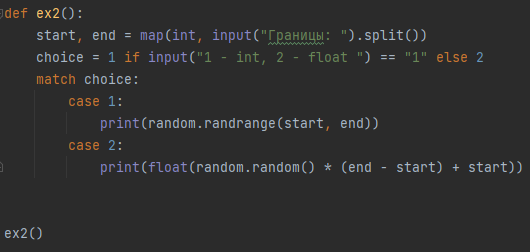 def ex2():
    start, end = map(int, input("Границы: ").split())
    choice = 1 if input("1 - int, 2 - float ") == "1" else 2
    match choice:
        case 1:
            print(random.randrange(start, end))
        case 2:
            print(float(random.random() * (end - start) + start))
ex2()